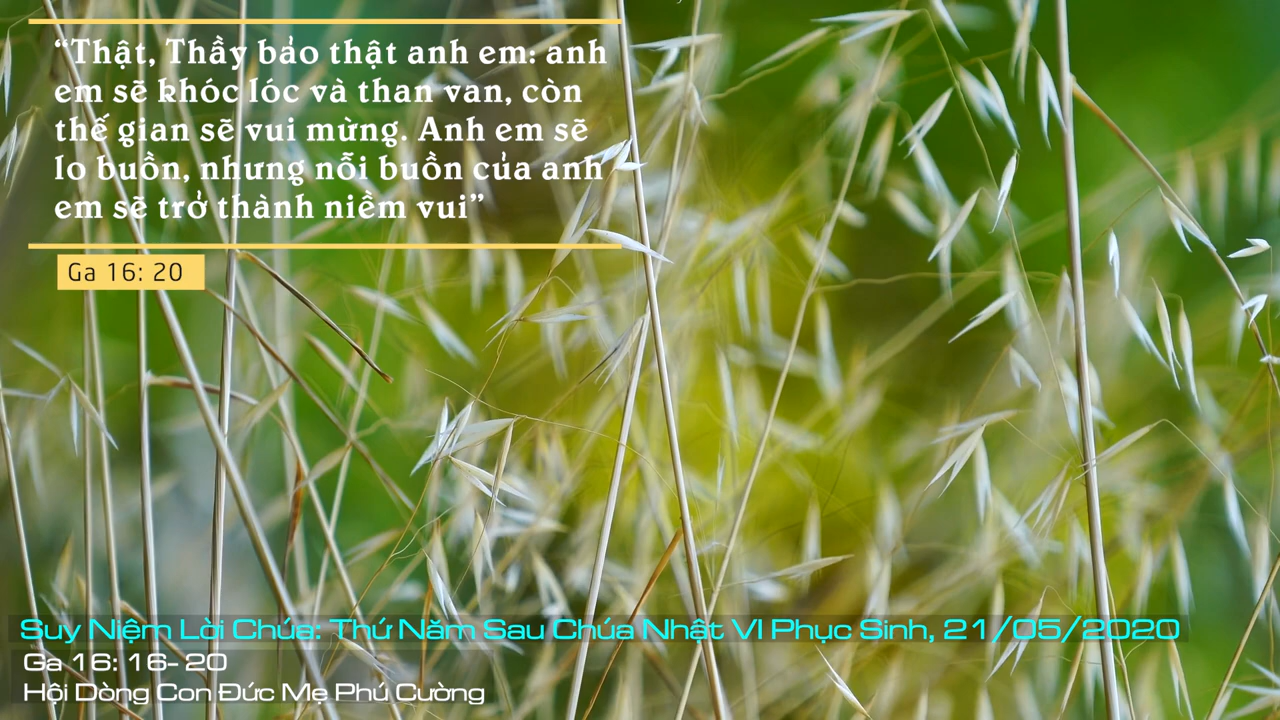 “Thật, Thầy bảo thật anh em: anh
em sẽ khóc lóc và than van, còn
thế gian sẽ vui mừng. Anh em sẽ
lo buồn, nhưng nỗi buồn của anh
em sẽ trở thành niềm vui”
Ga 16: 20
Suy Niệm Lời Chúa: Thứ Năm Sau Chúa Nhật VI Phục Sinh, 21/05/2020
Ga 16: 16- 20
Hội Dòng Con Đức Mẹ Phú Cường